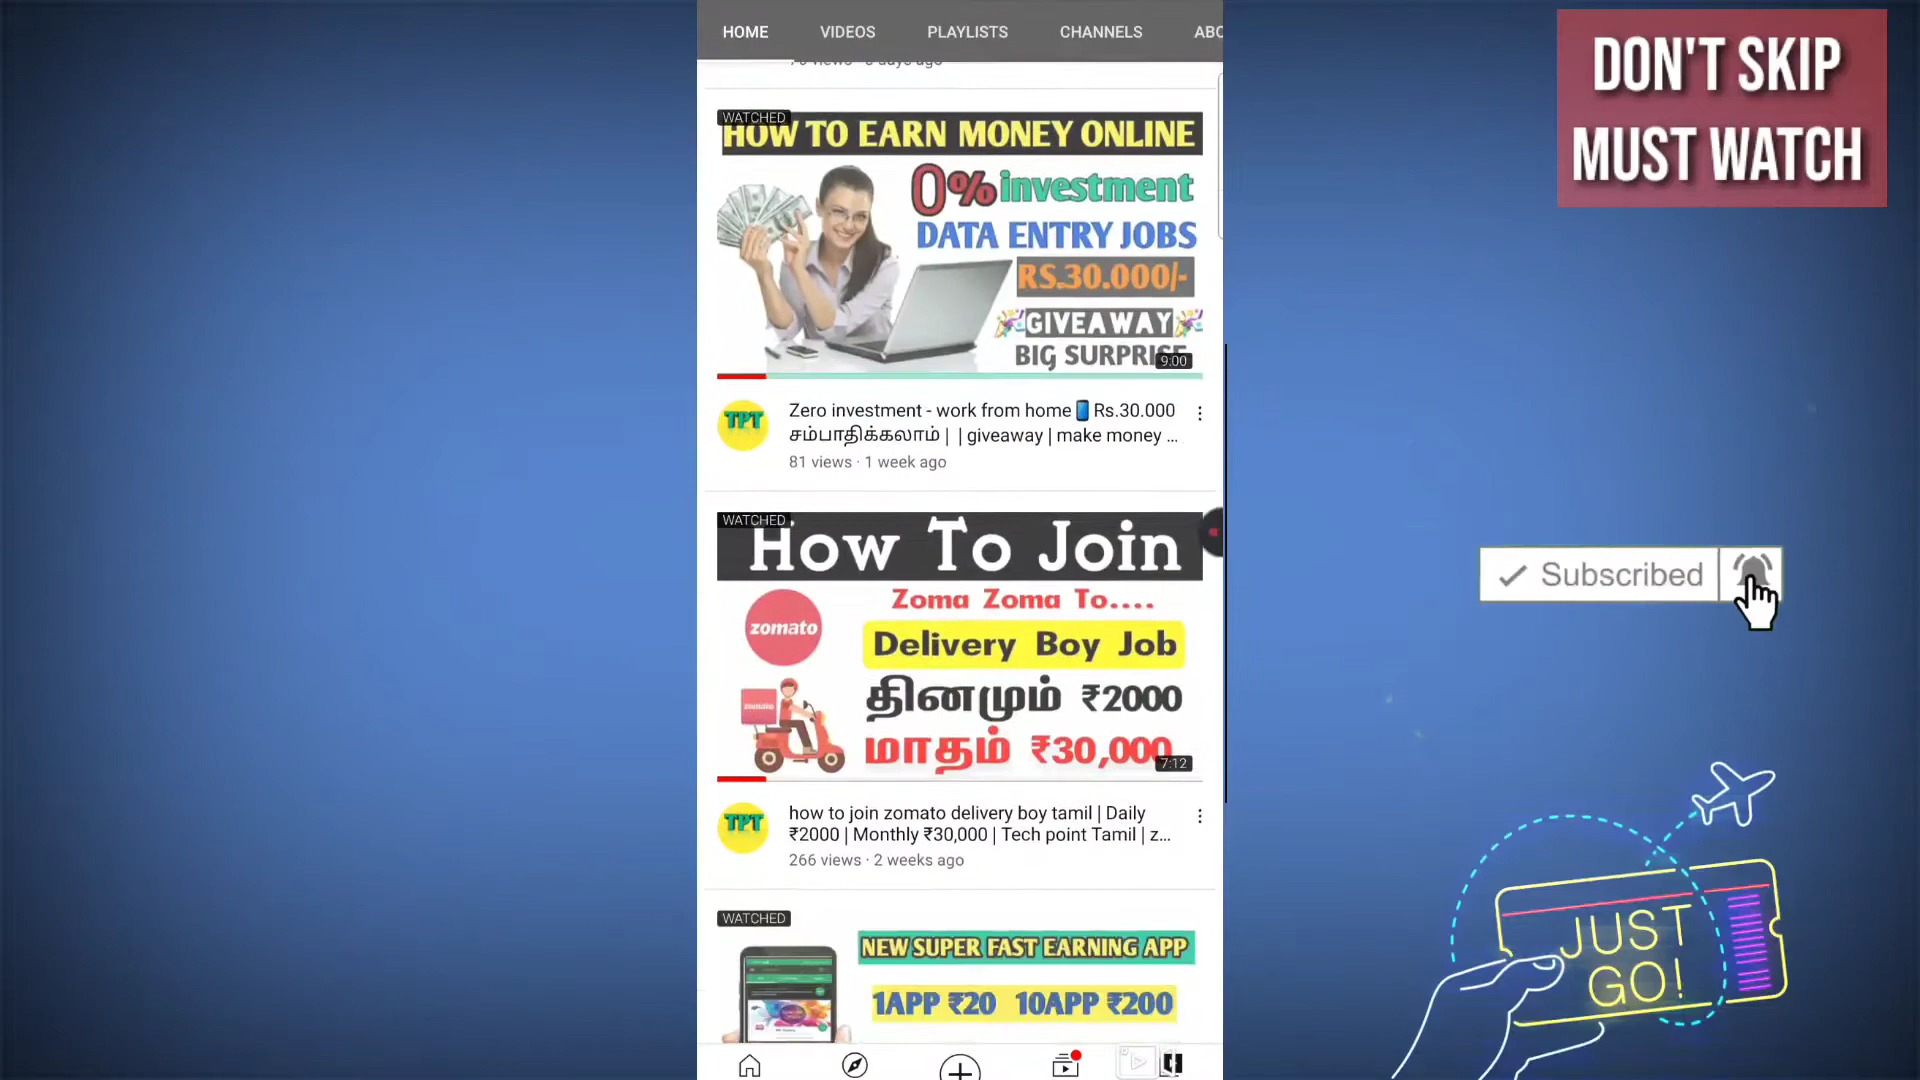 HOME VIDEOS PLAYLISTS CHANNELS ABO
DON'T SKIP
MUST WATCH
WATCHED
HOW TO EARN MONEY ONLINE
0% investment
DATA ENTRY JOBS
RS.30.000/-
🎉GIVEAWAY🎉
BIG SURPRISE
9:00
TPT
Zero investment - work from home📱Rs.30.000
சம்பாதிக்கலாம் | | giveaway | make money ...
81 views · 1 week ago
WATCHED
How To Join
Zoma Zoma To....
zomato
Delivery Boy Job
zomato
தினமும் ₹2000
மாதம் ₹30,000
7:12
TPT
how to join zomato delivery boy tamil | Daily
₹2000 | Monthly ₹30,000 | Tech point Tamil | z...
266 views · 2 weeks ago
Subscribed
WATCHED
NEW SUPER FAST EARNING APP
1APP ₹20 10APP ₹200
JUST
GO!